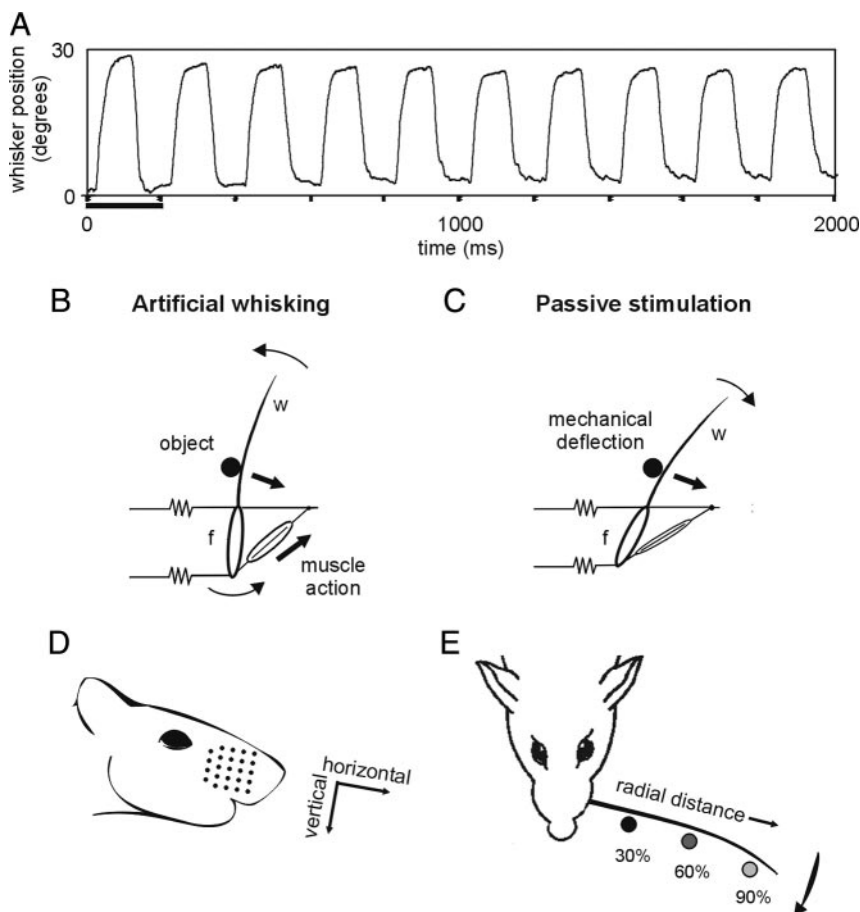 A
30
whisker position
(degrees)
0
0
1000
2000
time (ms)
B
Artificial whisking
w
object
f
muscle
action
C
Passive stimulation
mechanical
deflection
w
f
D
horizontal
vertical
E
radial distance
30%
60%
90%